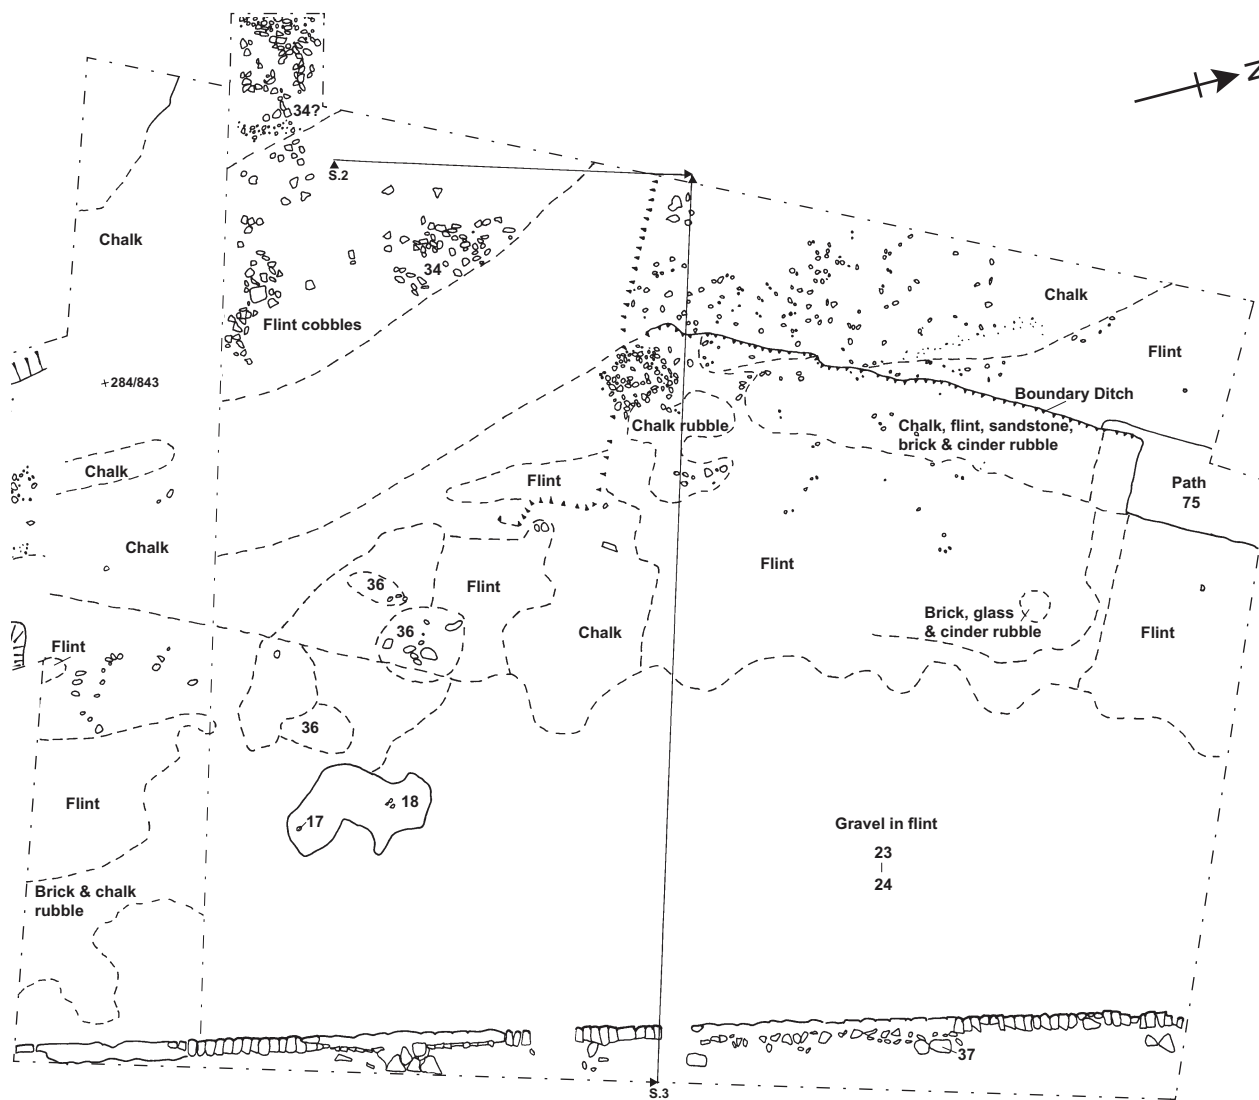 N
34?
S.2
Chalk
34
Flint cobbles
Chalk
Flint
+284/843
Boundary Ditch
Chalk rubble
Chalk, flint, sandstone,
brick & cinder rubble
Chalk
Flint
Path
75
Chalk
Flint
Flint
36
Brick, glass
& cinder rubble
36
Chalk
Flint
Flint
36
Flint
18
17
Gravel in flint
23
24
Brick & chalk
rubble
37
S.3